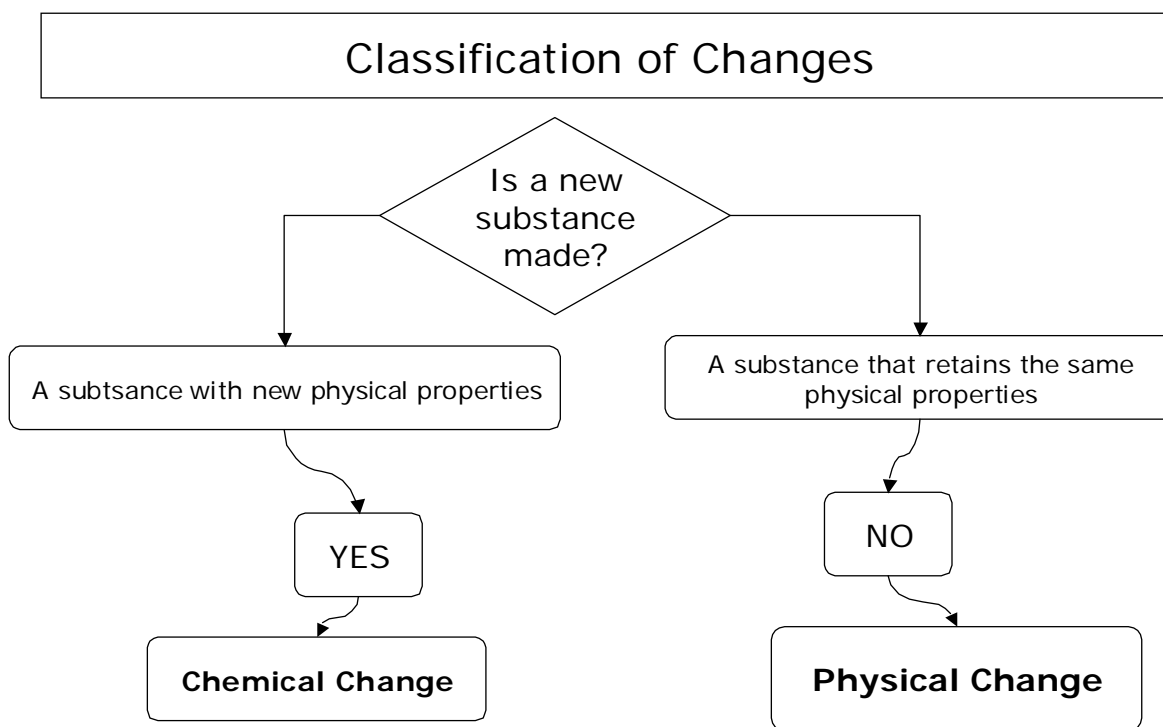 Classification of Changes
Is a new
substance
made?
A subtsance with new physical properties
A substance that retains the same
physical properties
YES
NO
Chemical Change
Physical Change